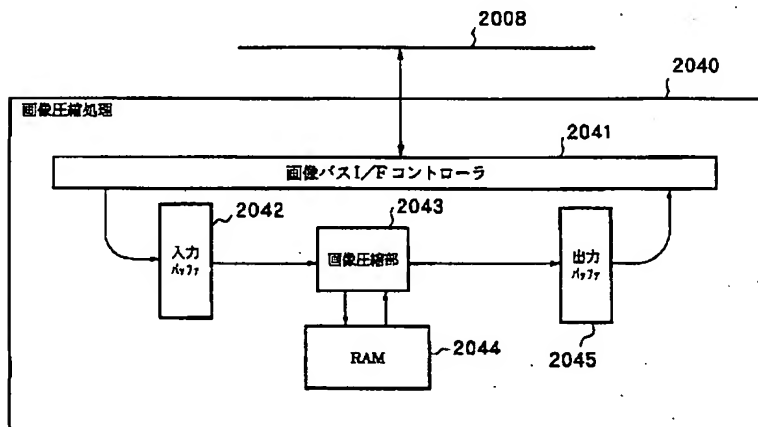 2008
2040
画像圧縮処理
2041
画像バスI/Fコントローラ
2042
2043
入力
バッファ
画像圧縮部
出力
バッファ
RAM
2044
2045